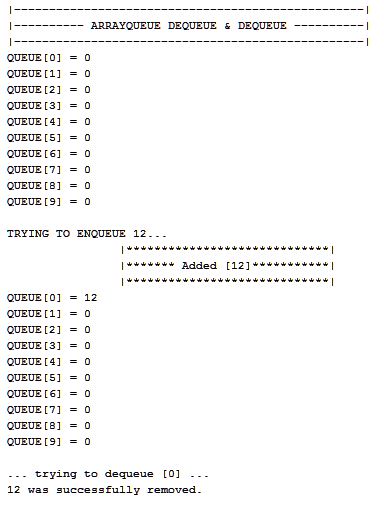 |--------------------------------------------------|
|---------- ARRAYQUEUE DEQUEUE & DEQUEUE ----------|
|--------------------------------------------------|
QUEUE[0] = 0
QUEUE[1] = 0
QUEUE[2] = 0
QUEUE[3] = 0
QUEUE[4] = 0
QUEUE[5] = 0
QUEUE[6] = 0
QUEUE[7] = 0
QUEUE[8] = 0
QUEUE[9] = 0
TRYING TO ENQUEUE 12...
|*****************************|
|******* Added [12]***********|
|*****************************|
QUEUE[0] = 12
QUEUE[1] = 0
QUEUE[2] = 0
QUEUE[3] = 0
QUEUE[4] = 0
QUEUE[5] = 0
QUEUE[6] = 0
QUEUE[7] = 0
QUEUE[8] = 0
QUEUE[9] = 0
... trying to dequeue [0] ...
12 was successfully removed.